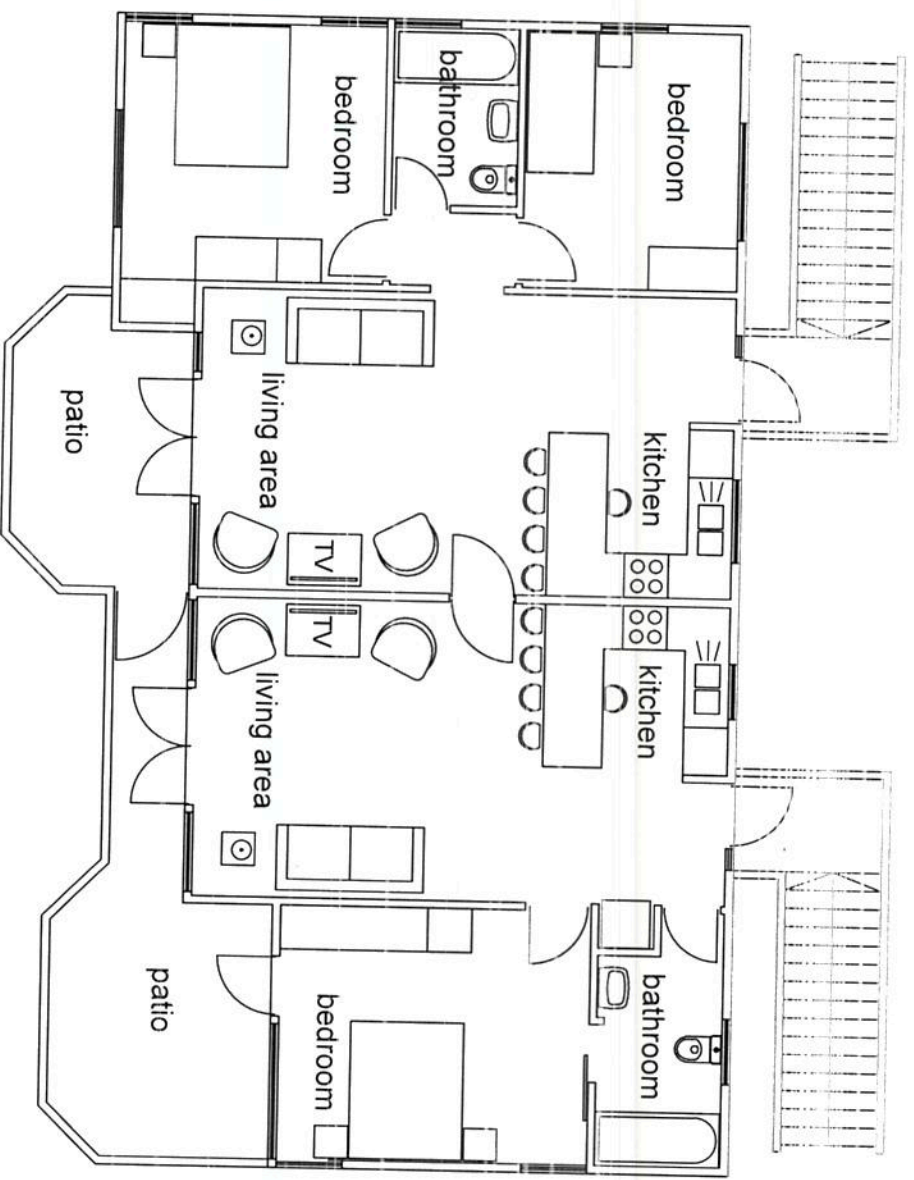 bedroom
bathroom
bedroom
kitchen
living area
TV
patio
kitchen
living area
TV
bathroom
bedroom
patio